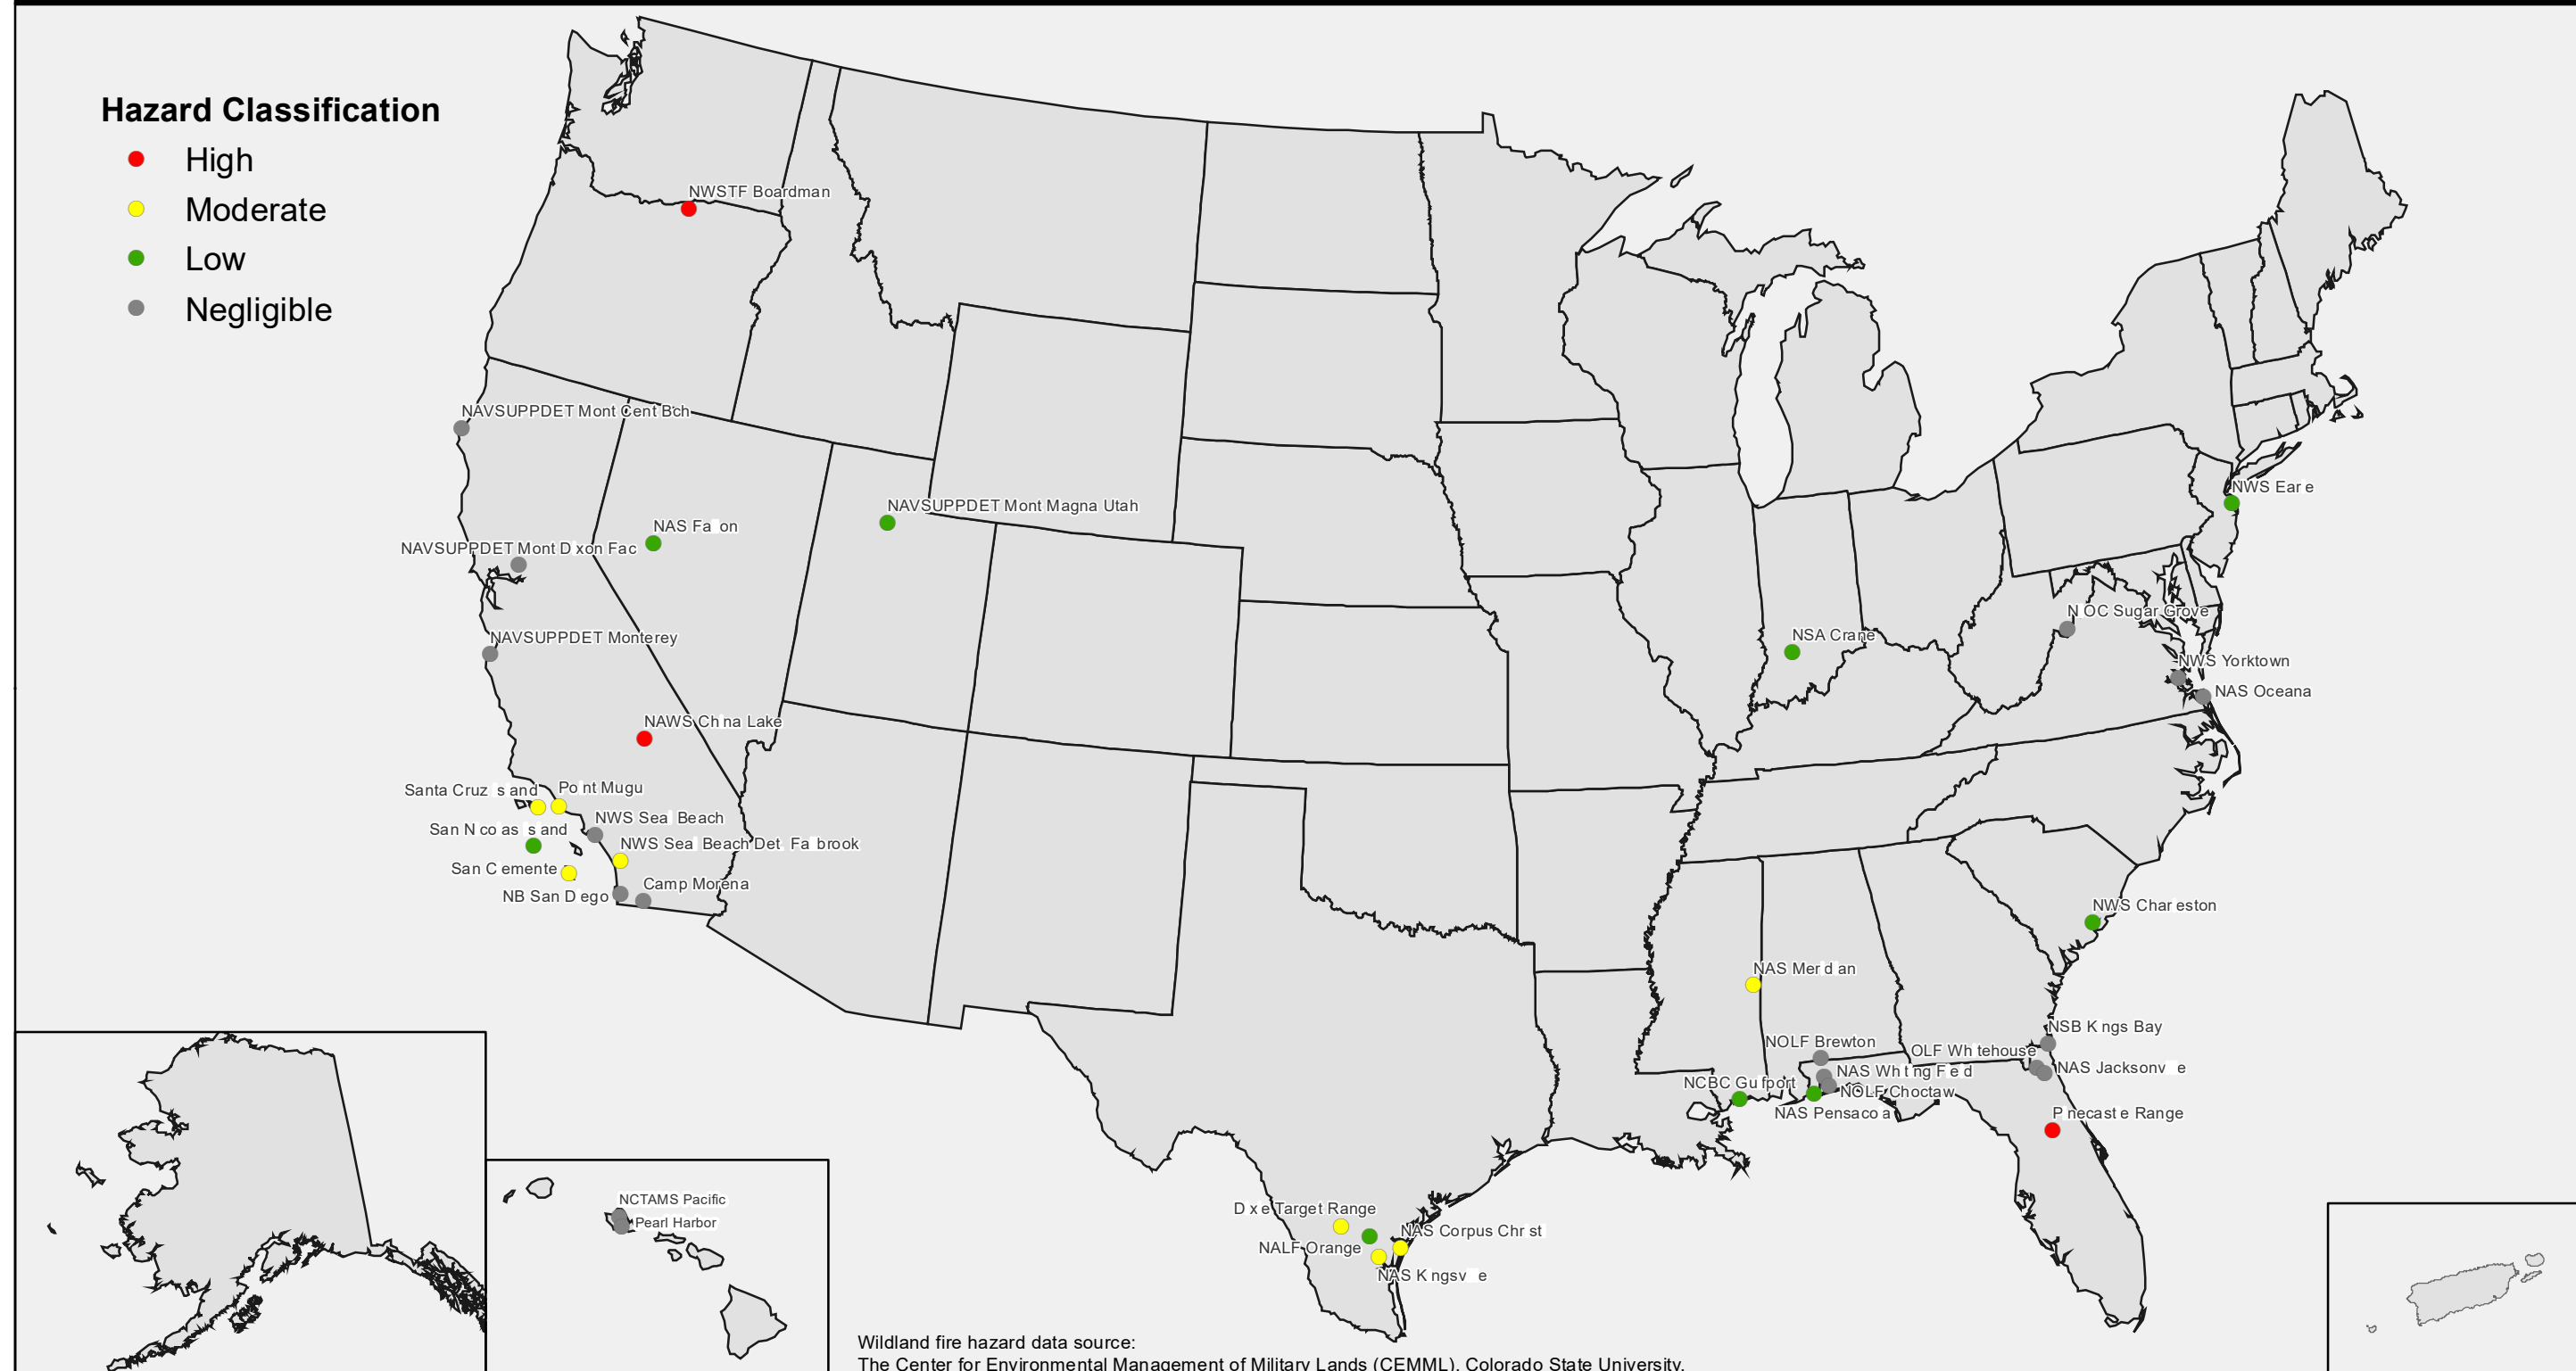 Hazard Classification
High
Moderate
Low
Negligible
NWSTF Boardman
NAVSUPPDET Mont Cent Bch
NAVSUPPDET Mont Magna Utah
NWS Ear e
NAS Fa on
NAVSUPPDET Mont D xon Fac
N OC Sugar Grove
NSA Crane
NAVSUPPDET Monterey
NWS Yorktown
NAS Oceana
NAWS Ch na Lake
Santa Cruz s and
Po nt Mugu
NWS Sea Beach
San N co as s and
NWS Sea Beach Det Fa brook
San C emente
Camp Morena
NB San D ego
NWS Char eston
NAS Mer d an
NSB K ngs Bay
NOLF Brewton
OLF Wh tehouse
NAS Jacksonv e
NAS Wh t ng F e d
NCBC Gu fport
NOLF Choctaw
NAS Pensaco a
P necast e Range
NCTAMS Pacific
Pearl Harbor
D x e Target Range
NAS Corpus Chr st
NALF Orange
NAS K ngsv e
Wildland fire hazard data source:
The Center for Environmental Management of Military Lands (CEMML), Colorado State University.